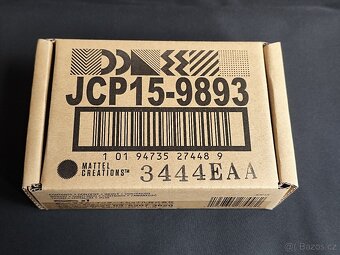 JCP15-9893
1 01 94735 27448 9
MATTEL
CREATIONS™
3444EAA
Bazos.cz